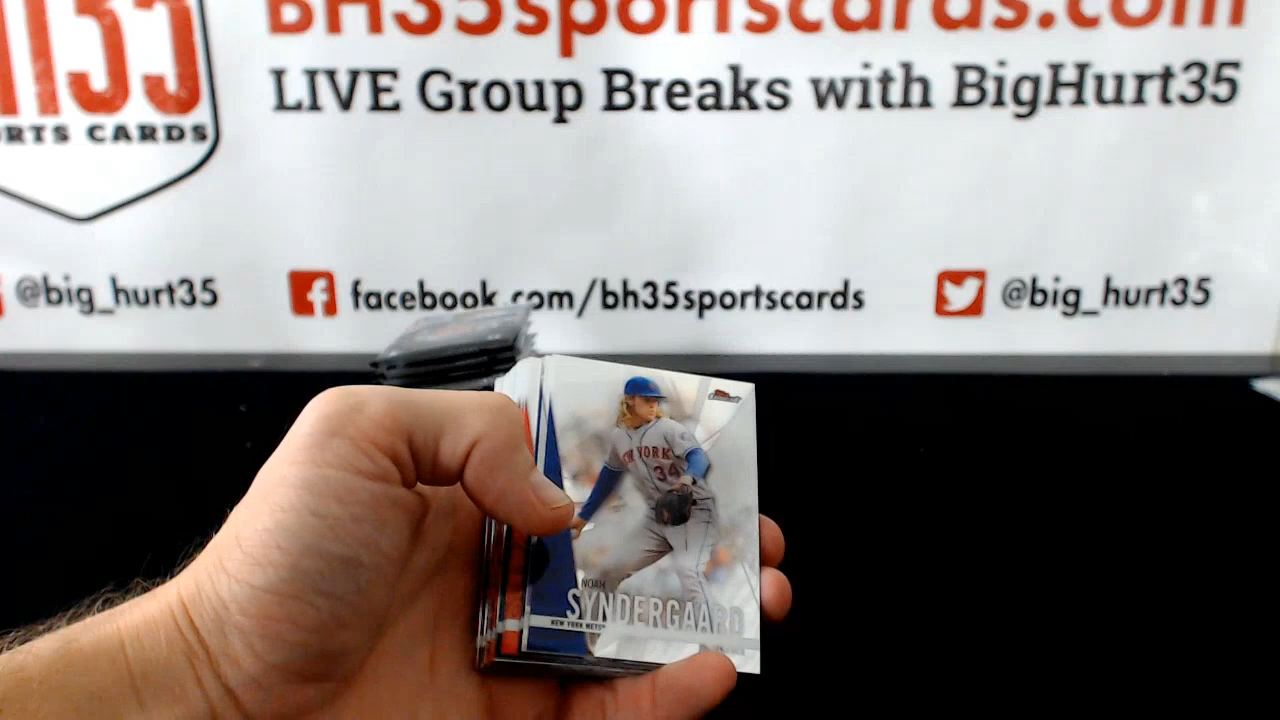 BH35sportscards.com
LIVE Group Breaks with BigHurt35
H35
RTS CARDS
@big_hurt35
facebook.com/bh35sportscards
@big_hurt35
NEW YORK
34
NOAH
SYNDERGAARD
NEW YORK METS